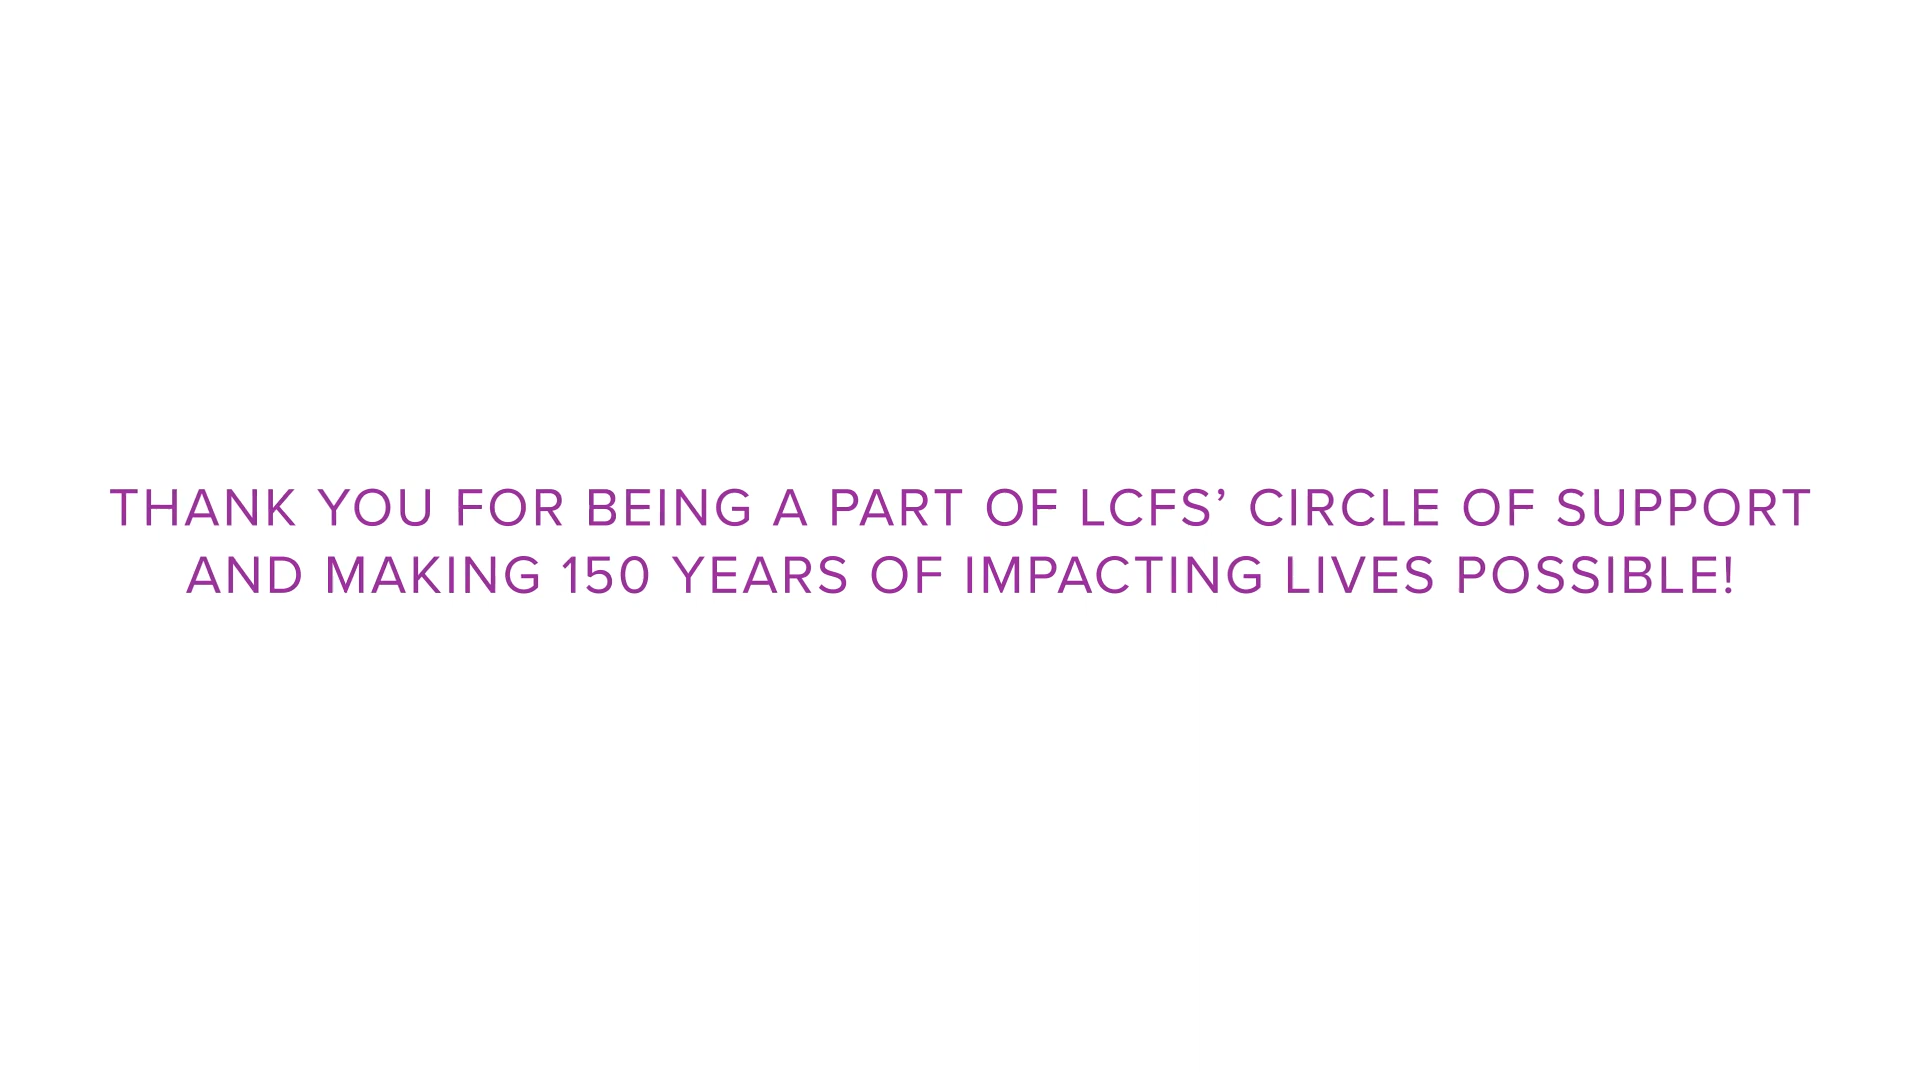 THANK YOU FOR BEING A PART OF LCFS’ CIRCLE OF SUPPORT
AND MAKING 150 YEARS OF IMPACTING LIVES POSSIBLE!